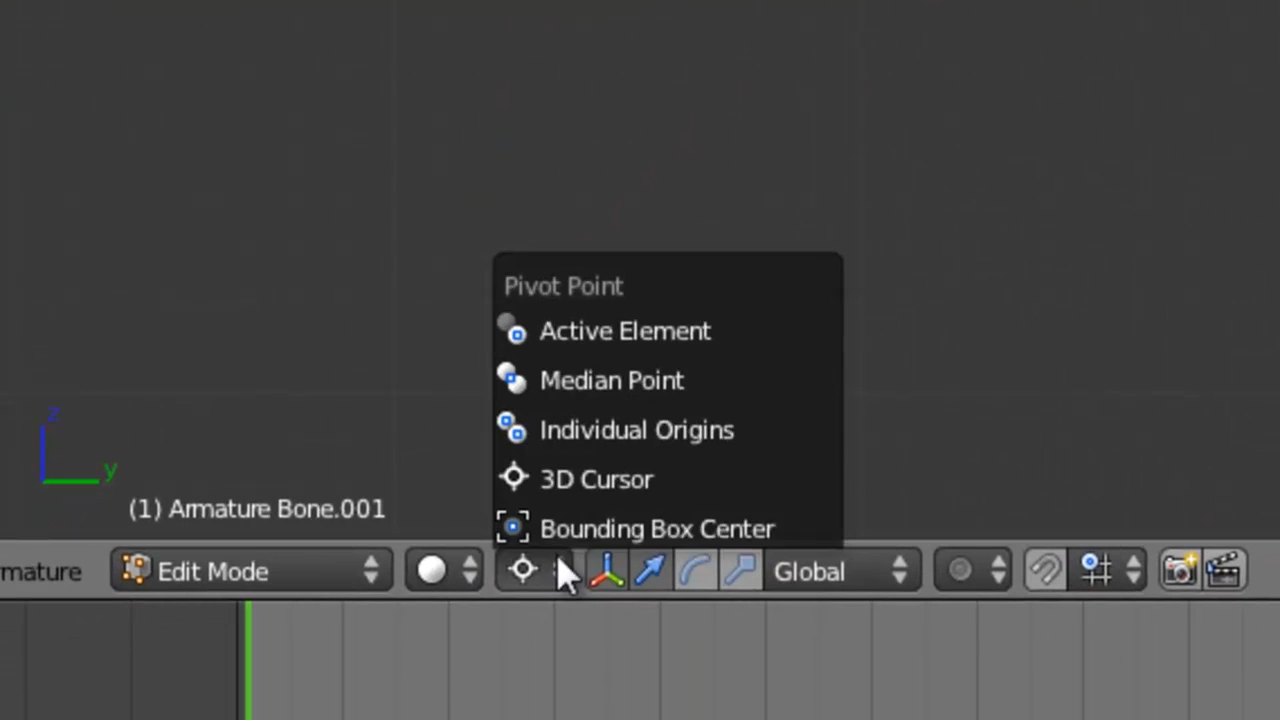 Pivot Point
Active Element
Median Point
Individual Origins
3D Cursor
Bounding Box Center
z
y
(1) Armature Bone.001
rmature
Edit Mode
Global